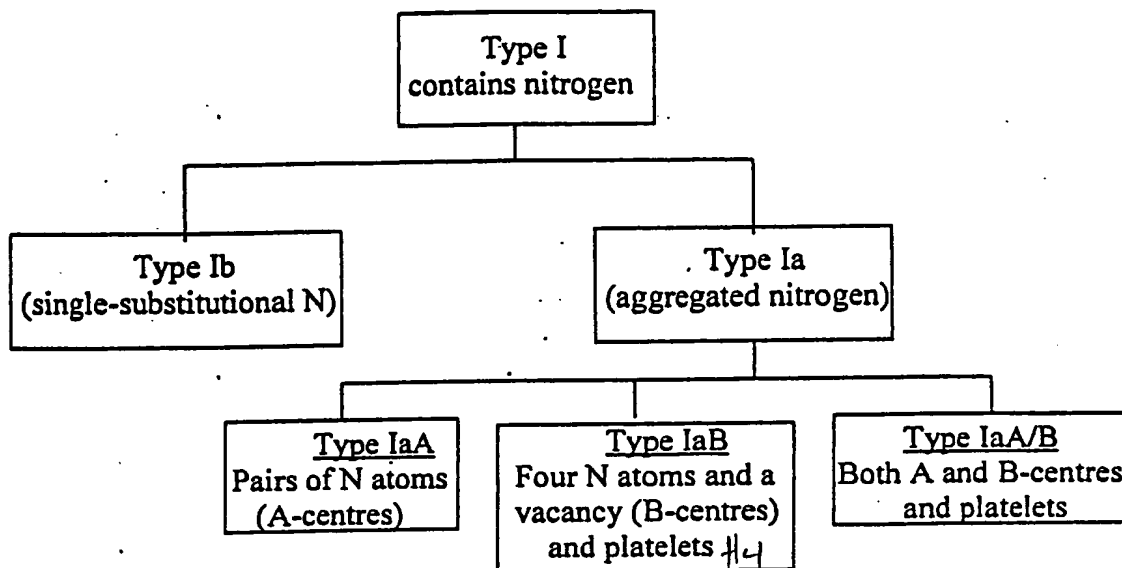 Type I
contains nitrogen
Type Ib
(single-substitutional N)
Type Ia
(aggregated nitrogen)
Type IaA
Pairs of N atoms
(A-centres)
Type IaB
Four N atoms and a
vacancy (B-centres)
and platelets H4
Type IaA/B
Both A and B-centres
and platelets